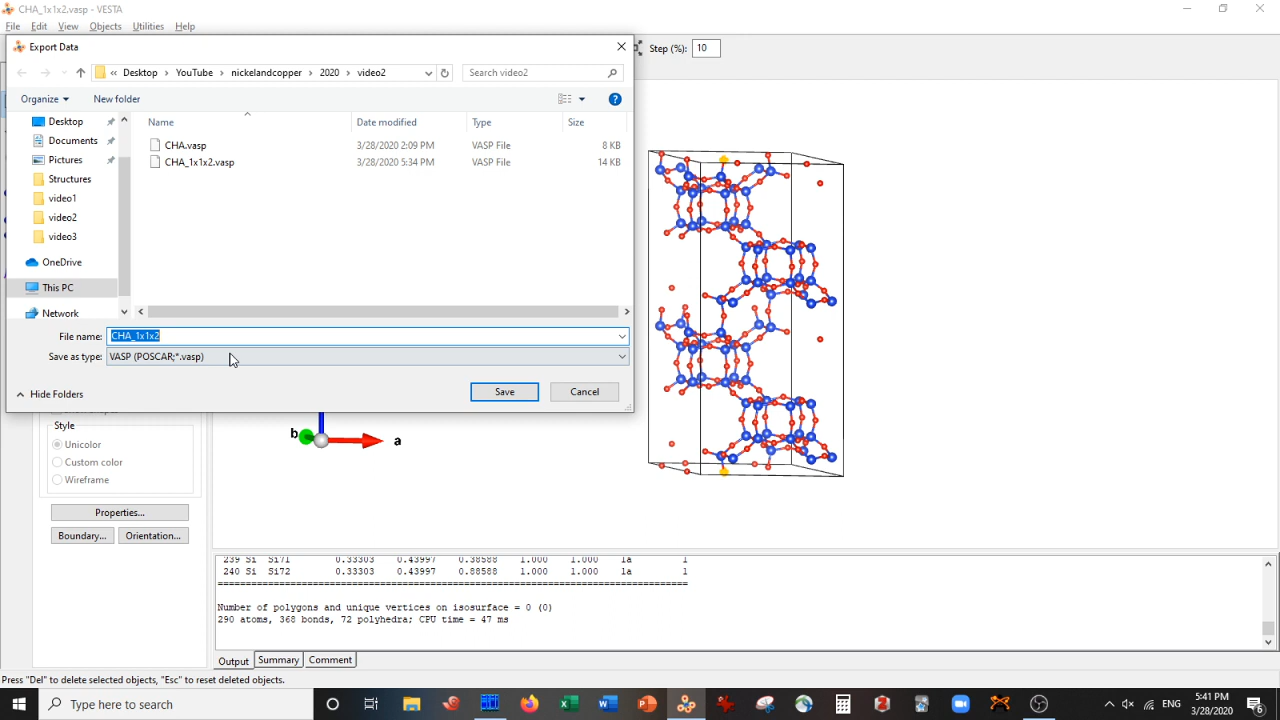 CHA_1x1x2.vasp - VESTA
File Edit View Objects Utilities Help
Export Data
Step (%): 10
« Desktop › YouTube › nickelandcopper › 2020 › video2
Search video2
Organize New folder
Name Date modified Type Size
Desktop
Documents
Pictures
Structures
video1
video2
video3
OneDrive
This PC
Network
CHA.vasp 3/28/2020 2:09 PM VASP File 8 KB
CHA_1x1x2.vasp 3/28/2020 5:34 PM VASP File 14 KB
File name: CHA_1x1x2
Save as type: VASP (POSCAR;*.vasp)
Hide Folders
Save Cancel
Style
Unicolor
Custom color
Wireframe
Properties...
Boundary... Orientation...
b a
239 Si Si71 0.33303 0.43997 0.38588 1.000 1.000 1a 1
240 Si Si72 0.33303 0.43997 0.88588 1.000 1.000 1a 1
Number of polygons and unique vertices on isosurface = 0 (0)
290 atoms, 368 bonds, 72 polyhedra; CPU time = 47 ms
Output Summary Comment
Press "Del" to delete selected objects, "Esc" to reset deleted objects.
Type here to search
ENG
5:41 PM
3/28/2020
6